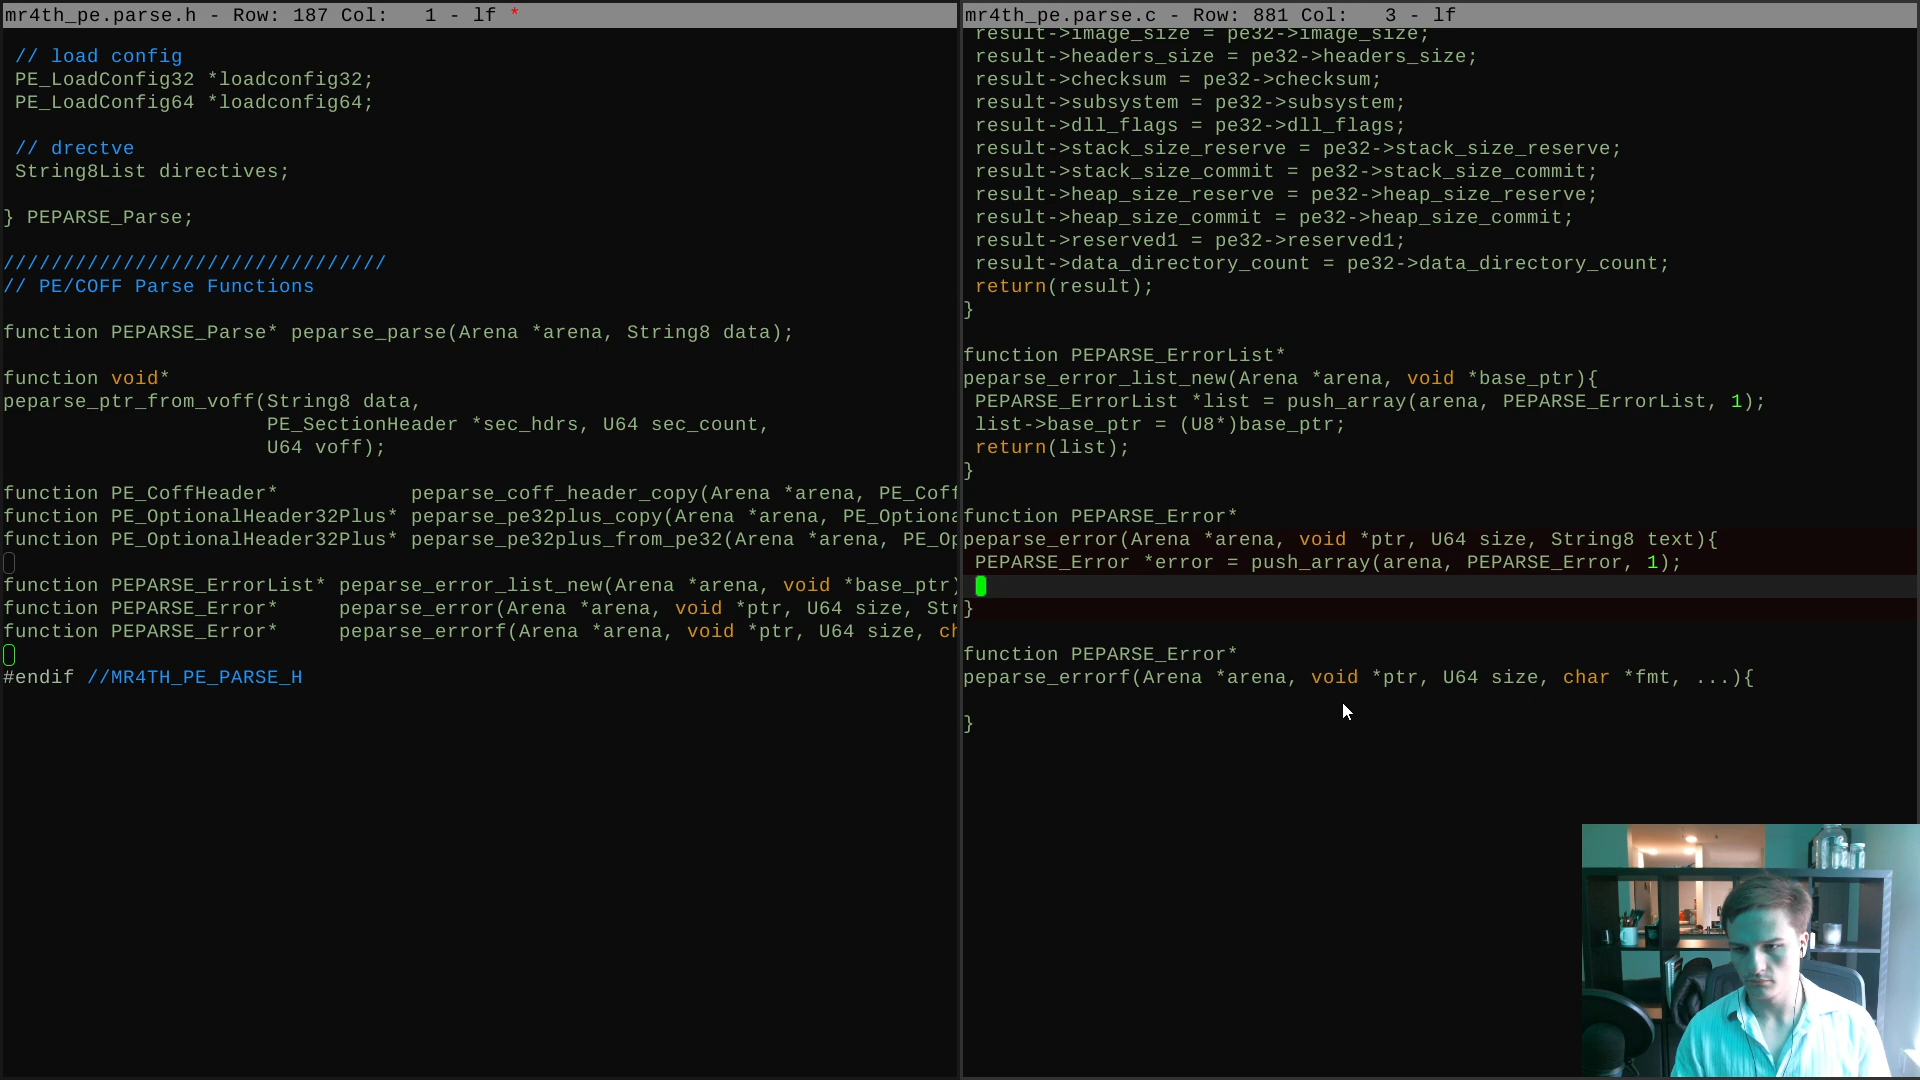 mr4th_pe.parse.h - Row: 187 Col:   1 - lf *
// load config
PE_LoadConfig32 *loadconfig32;
PE_LoadConfig64 *loadconfig64;
// drectve
String8List directives;
} PEPARSE_Parse;
////////////////////////////////
// PE/COFF Parse Functions
function PEPARSE_Parse* peparse_parse(Arena *arena, String8 data);
function void*
peparse_ptr_from_voff(String8 data,
PE_SectionHeader *sec_hdrs, U64 sec_count,
U64 voff);
function PE_CoffHeader*           peparse_coff_header_copy(Arena *arena, PE_Coff
function PE_OptionalHeader32Plus* peparse_pe32plus_copy(Arena *arena, PE_Optiona
function PE_OptionalHeader32Plus* peparse_pe32plus_from_pe32(Arena *arena, PE_Op
function PEPARSE_ErrorList* peparse_error_list_new(Arena *arena, void *base_ptr)
function PEPARSE_Error*     peparse_error(Arena *arena, void *ptr, U64 size, Str
function PEPARSE_Error*     peparse_errorf(Arena *arena, void *ptr, U64 size, ch
#endif //MR4TH_PE_PARSE_H
mr4th_pe.parse.c - Row: 881 Col:   3 - lf
result->image_size = pe32->image_size;
result->headers_size = pe32->headers_size;
result->checksum = pe32->checksum;
result->subsystem = pe32->subsystem;
result->dll_flags = pe32->dll_flags;
result->stack_size_reserve = pe32->stack_size_reserve;
result->stack_size_commit = pe32->stack_size_commit;
result->heap_size_reserve = pe32->heap_size_reserve;
result->heap_size_commit = pe32->heap_size_commit;
result->reserved1 = pe32->reserved1;
result->data_directory_count = pe32->data_directory_count;
return(result);
}
function PEPARSE_ErrorList*
peparse_error_list_new(Arena *arena, void *base_ptr){
PEPARSE_ErrorList *list = push_array(arena, PEPARSE_ErrorList, 1);
list->base_ptr = (U8*)base_ptr;
return(list);
}
function PEPARSE_Error*
peparse_error(Arena *arena, void *ptr, U64 size, String8 text){
PEPARSE_Error *error = push_array(arena, PEPARSE_Error, 1);
}
function PEPARSE_Error*
peparse_errorf(Arena *arena, void *ptr, U64 size, char *fmt, ...){
}